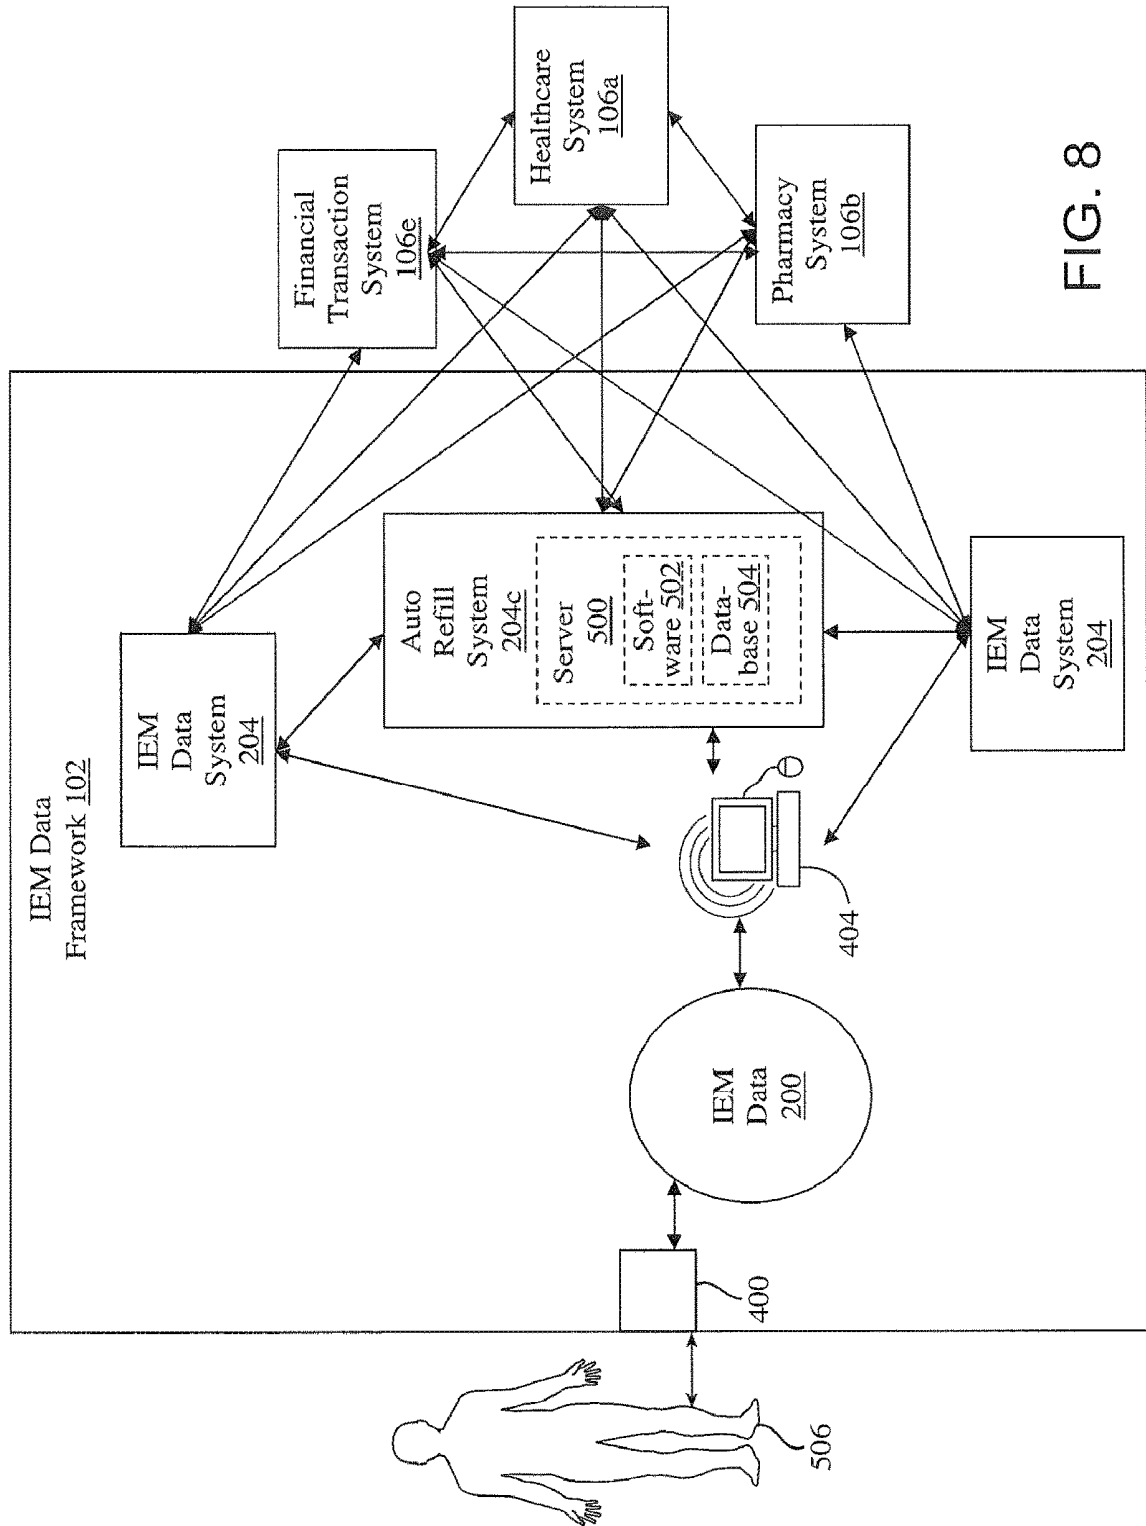 IEM Data
Framework 102
IEM
Data
System
204
Financial
Transaction
System
106e
Healthcare
System
106a
Pharmacy
System
106b
Auto
Refill
System
204c
Server
500
Soft-
ware 502
Data-
base 504
IEM
Data
System
204
404
IEM
Data
200
400
506
FIG. 8